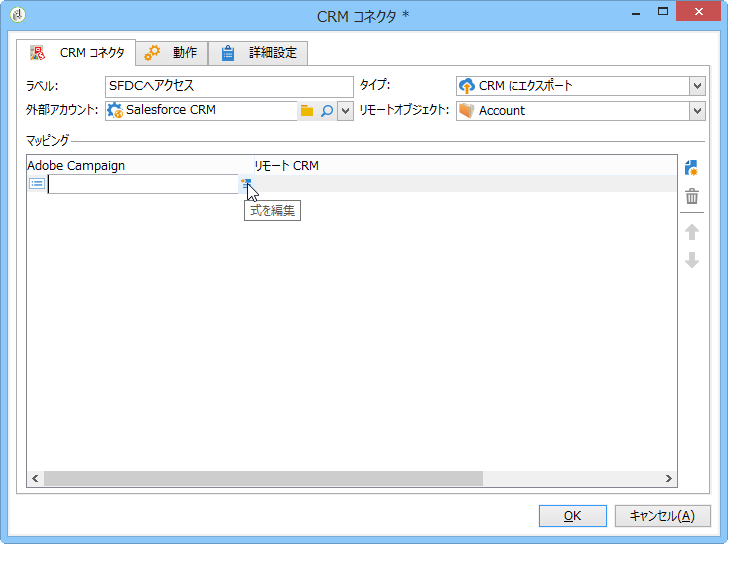 CRM コネクタ *
CRM コネクタ 動作 詳細設定
ラベル: SFDCへアクセス タイプ: CRM にエクスポート
外部アカウント: Salesforce CRM リモートオブジェクト: Account
マッピング
Adobe Campaign リモート CRM
式を編集
OK キャンセル(A)